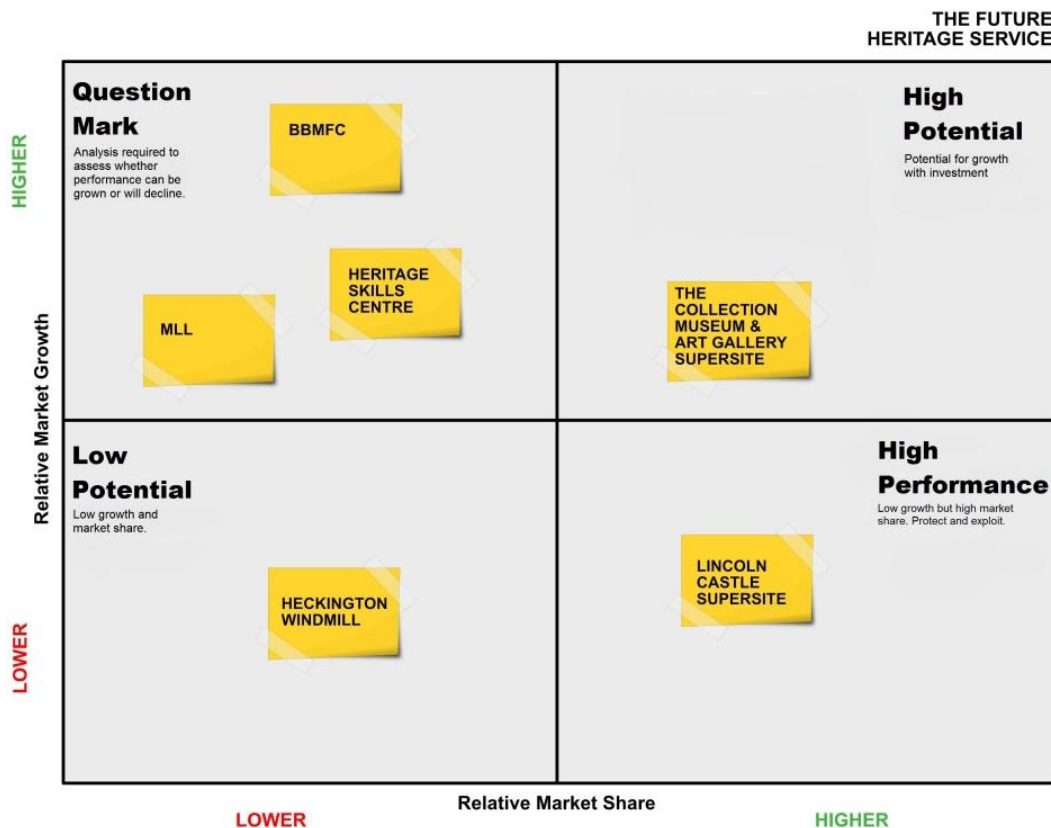 THE FUTURE
HERITAGE SERVICE
Question
Mark
Analysis required to
assess whether
performance can be
grown or will decline.
BBMFC
HERITAGE
SKILLS
CENTRE
MLL
High
Potential
Potential for growth
with investment
THE
COLLECTION
MUSEUM &
ART GALLERY
SUPERSITE
HIGHER
Relative Market Growth
LOWER
Low
Potential
Low growth and
market share.
HECKINGTON
WINDMILL
High
Performance
Low growth but high market
share. Protect and exploit.
LINCOLN
CASTLE
SUPERSITE
Relative Market Share
LOWER
HIGHER